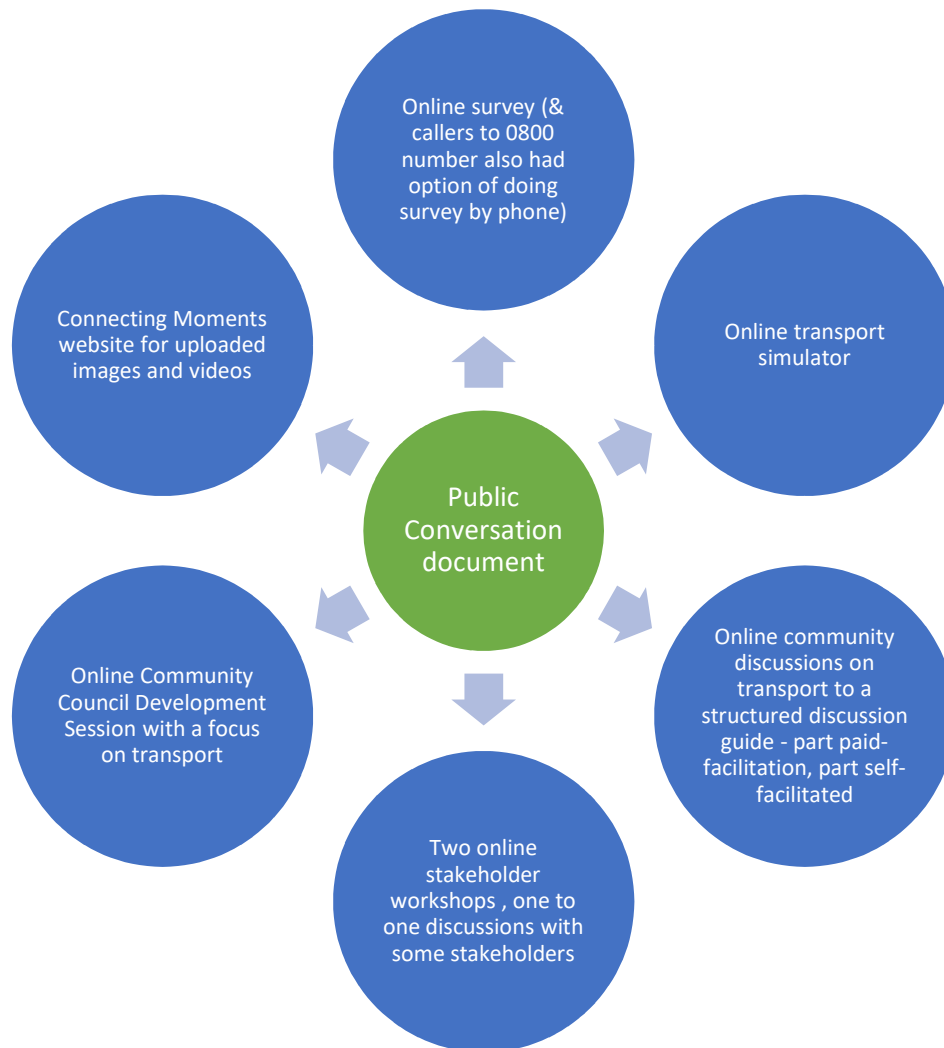 Online survey (&
callers to 0800
number also had
option of doing
survey by phone)
Connecting Moments
website for uploaded
images and videos
Online transport
simulator
Public
Conversation
document
Online Community
Council Development
Session with a focus
on transport
Online community
discussions on
transport to a
structured discussion
guide - part paid-
facilitation, part self-
facilitated
Two online
stakeholder
workshops , one to
one discussions with
some stakeholders